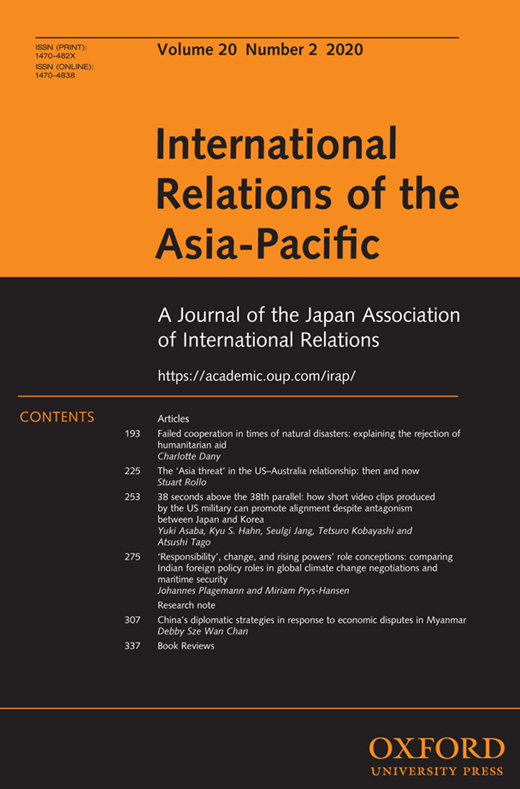 ISSN (PRINT):
1470-482X
ISSN (ONLINE):
1470-4838
Volume 20 Number 2 2020
International
Relations of the
Asia-Pacific
A Journal of the Japan Association
of International Relations
https://academic.oup.com/irap/
CONTENTS
Articles
193 Failed cooperation in times of natural disasters: explaining the rejection of
humanitarian aid
Charlotte Dany
225 The ‘Asia threat’ in the US–Australia relationship: then and now
Stuart Rollo
253 38 seconds above the 38th parallel: how short video clips produced
by the US military can promote alignment despite antagonism
between Japan and Korea
Yuki Asaba, Kyu S. Hahn, Seulgi Jang, Tetsuro Kobayashi and
Atsushi Tago
275 ‘Responsibility’, change, and rising powers’ role conceptions: comparing
Indian foreign policy roles in global climate change negotiations and
maritime security
Johannes Plagemann and Miriam Prys-Hansen
Research note
307 China’s diplomatic strategies in response to economic disputes in Myanmar
Debby Sze Wan Chan
337 Book Reviews
OXFORD
UNIVERSITY PRESS